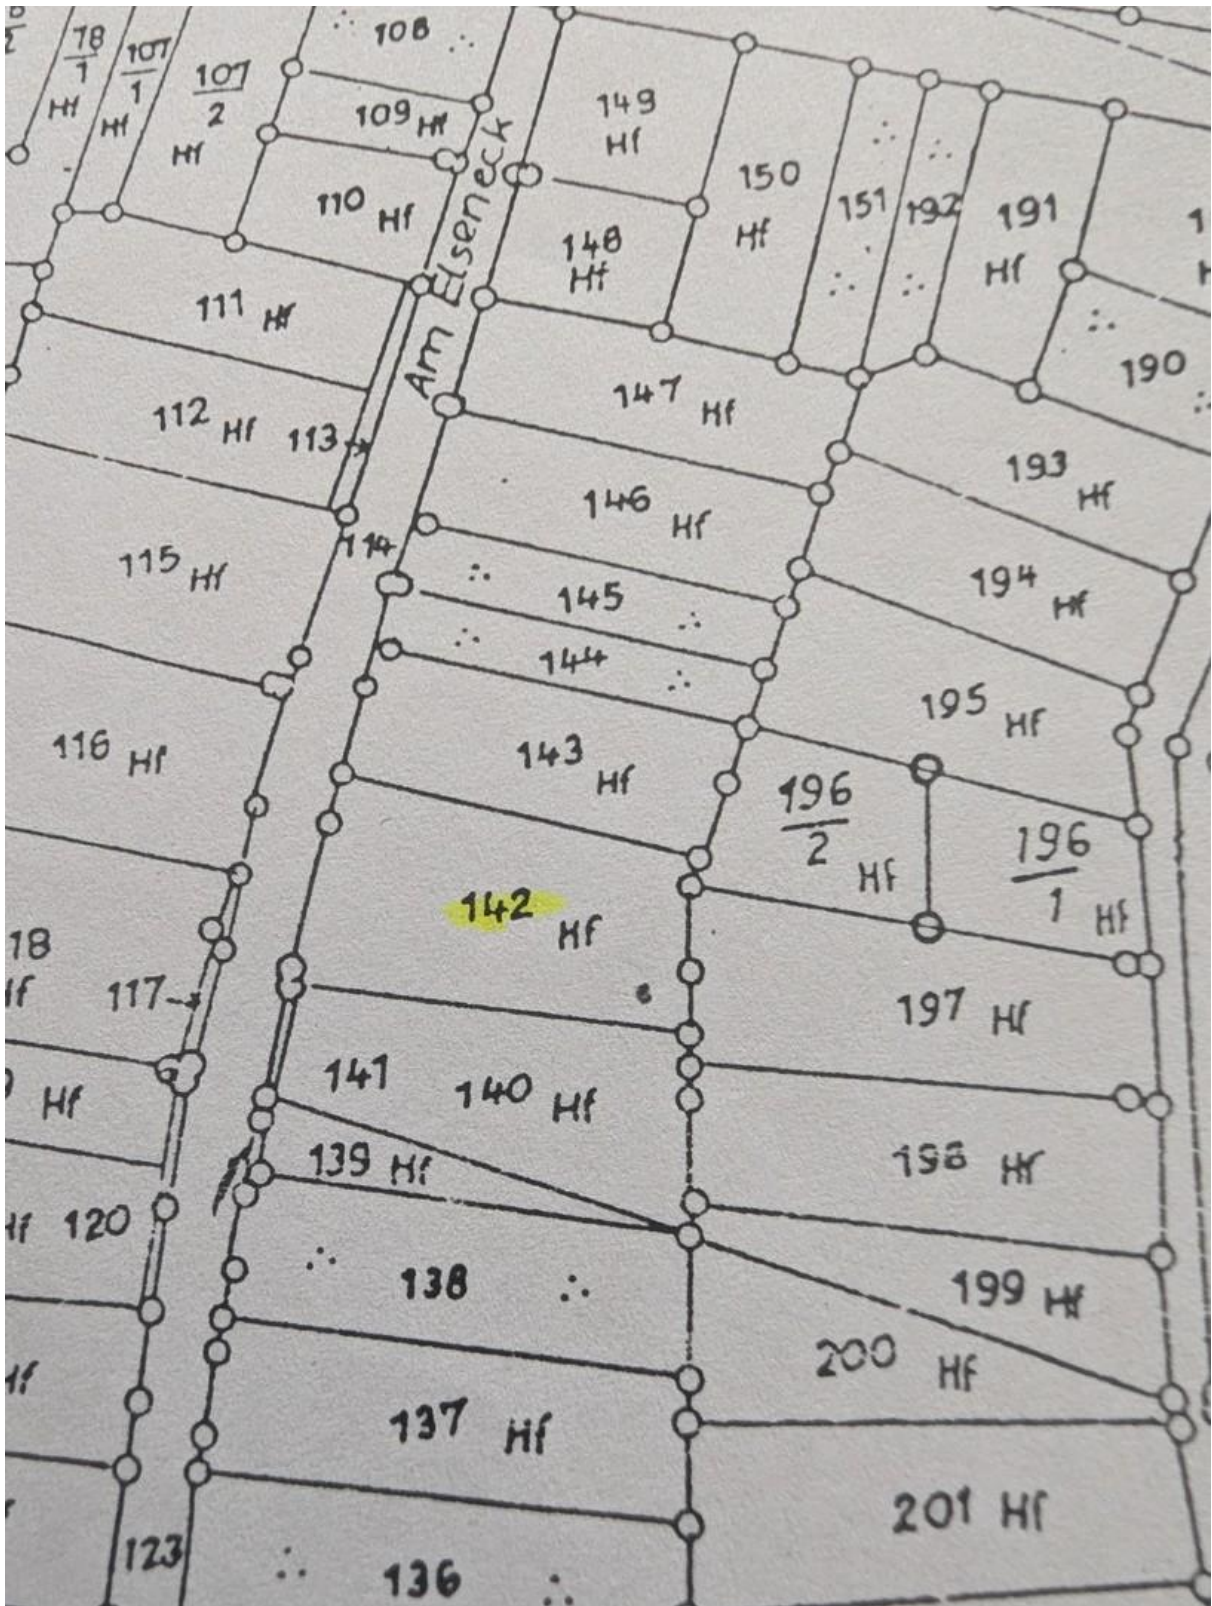 78
1
Hf
107
1
Hf
107
2
Hf
108
109 Hf
110 Hf
111 Hf
112 Hf
113
114
115 Hf
116 Hf
18
Hf
117
Hf
Hf 120
Hf
123
Am Elseneck
149
Hf
148
Hf
150
Hf
151
192
191
Hf
190
147 Hf
146 Hf
145
144
143 Hf
142 Hf
141
140 Hf
139 Hf
138
137 Hf
136
193 Hf
194 Hf
195 Hf
196
2
Hf
196
1
Hf
197 Hf
198 Hf
199 Hf
200 Hf
201 Hf